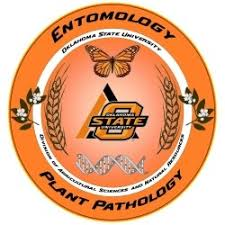 ENTOMOLOGY
OKLAHOMA STATE UNIVERSITY
OKLAHOMA
STATE
UNIVERSITY
DIVISION OF AGRICULTURAL SCIENCES AND NATURAL RESOURCES
PLANT PATHOLOGY